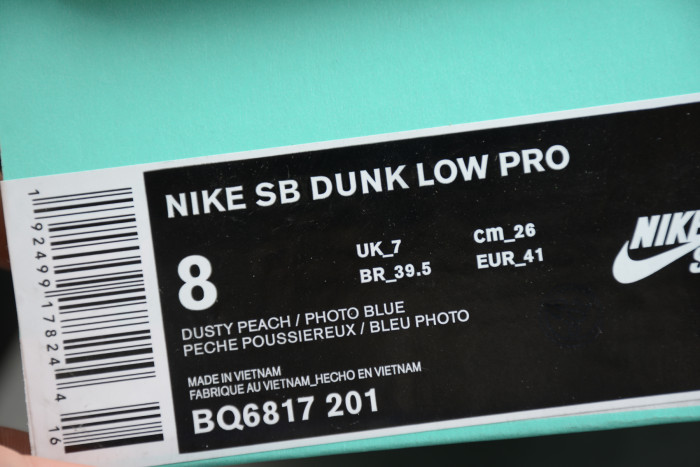 NIKE SB DUNK LOW PRO
8
UK_7
cm_26
BR_39.5
EUR_41
DUSTY PEACH / PHOTO BLUE
PECHE POUSSIEREUX / BLEU PHOTO
MADE IN VIETNAM
FABRIQUE AU VIETNAM_HECHO EN VIETNAM
BQ6817 201
NIKE
1 92499 17824 4 16